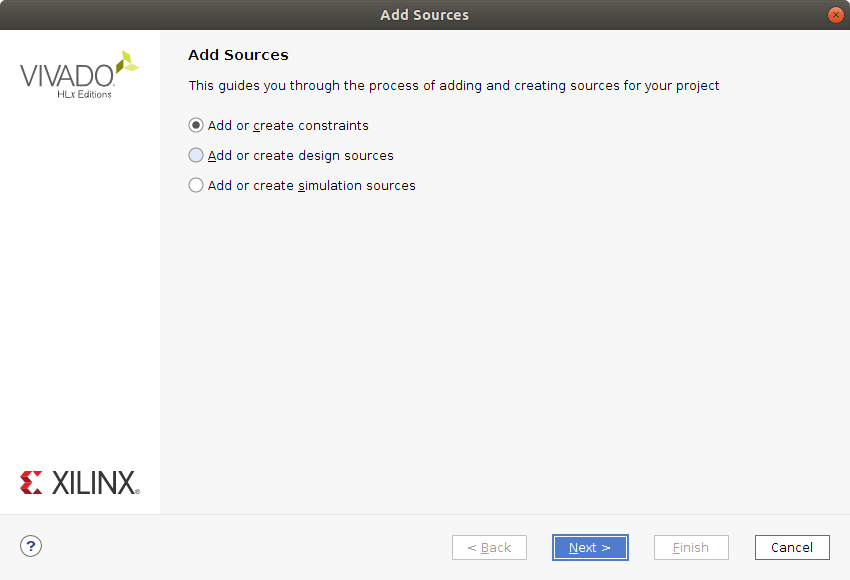 Add Sources
VIVADO
HLx Editions
Add Sources
This guides you through the process of adding and creating sources for your project
Add or create constraints
Add or create design sources
Add or create simulation sources
XILINX®
?
< Back
Next >
Finish
Cancel